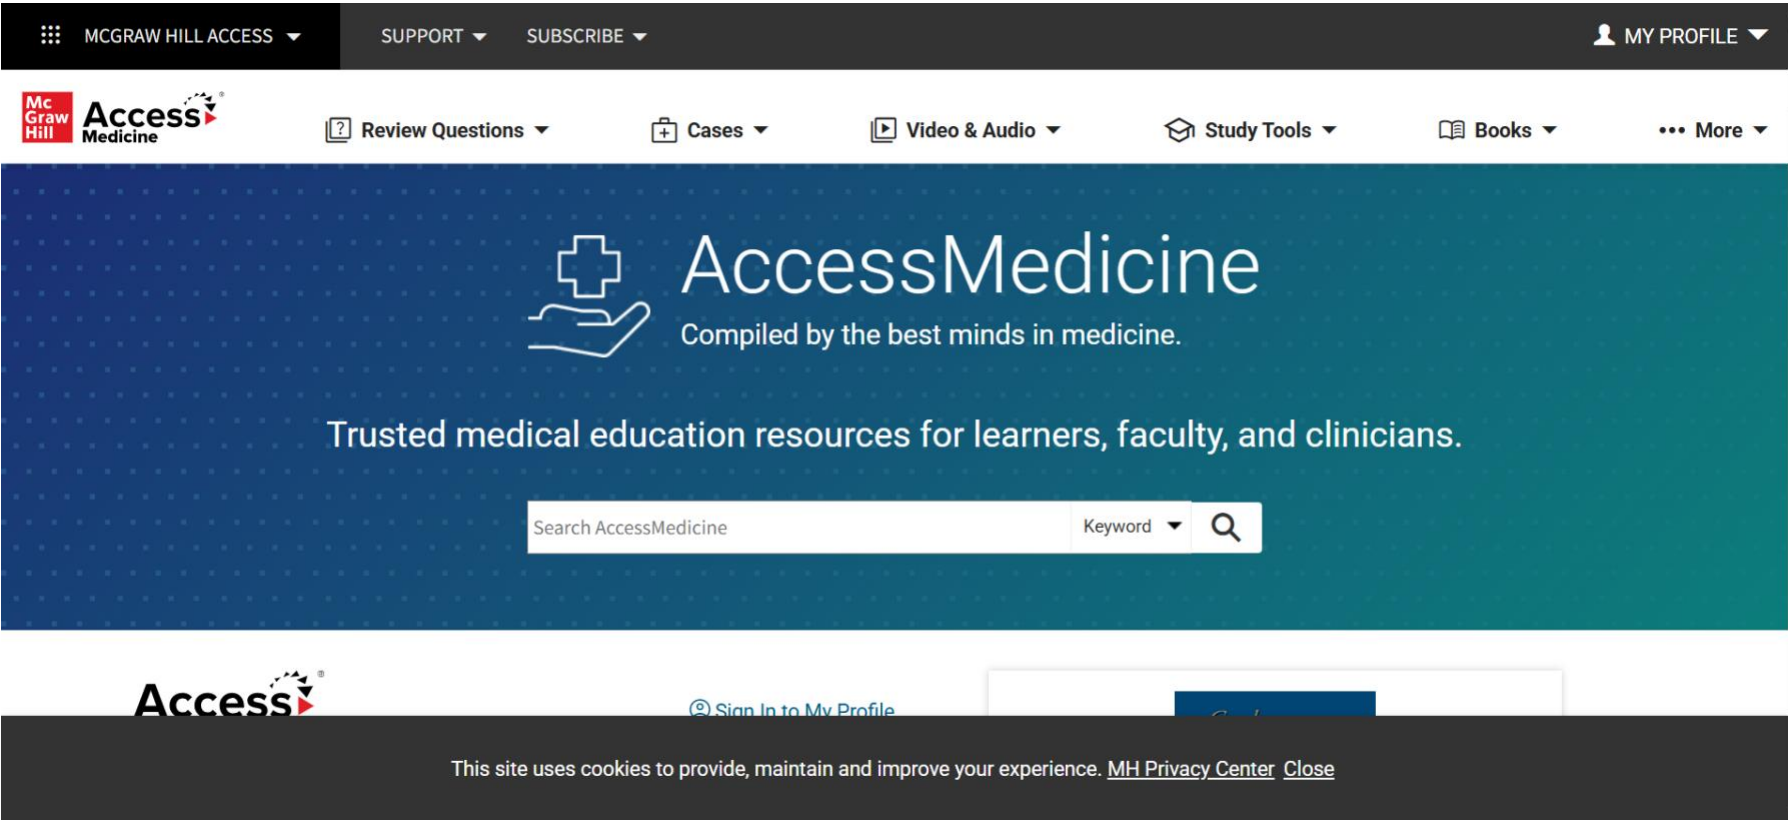 MCGRAW HILL ACCESS SUPPORT SUBSCRIBE MY PROFILE
Mc
Graw
Hill
Access®
Medicine
Review Questions Cases Video & Audio Study Tools Books More
AccessMedicine
Compiled by the best minds in medicine.
Trusted medical education resources for learners, faculty, and clinicians.
Search AccessMedicine Keyword
Access®
Sign In to My Profile
This site uses cookies to provide, maintain and improve your experience. MH Privacy Center Close